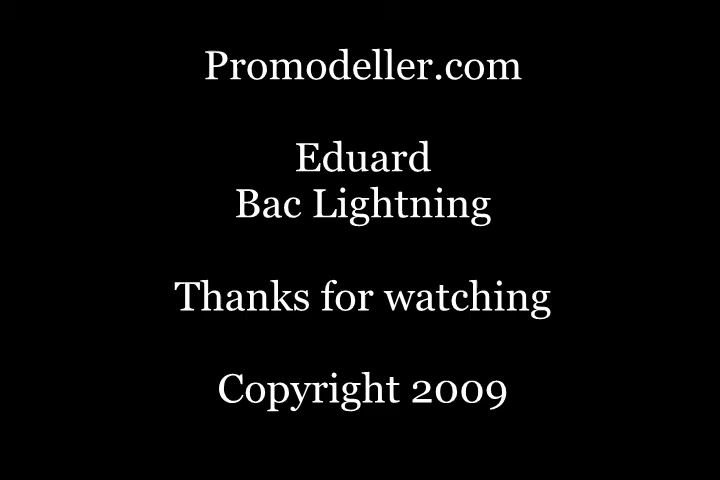 Promodeller.com
Eduard
Bac Lightning
Thanks for watching
Copyright 2009